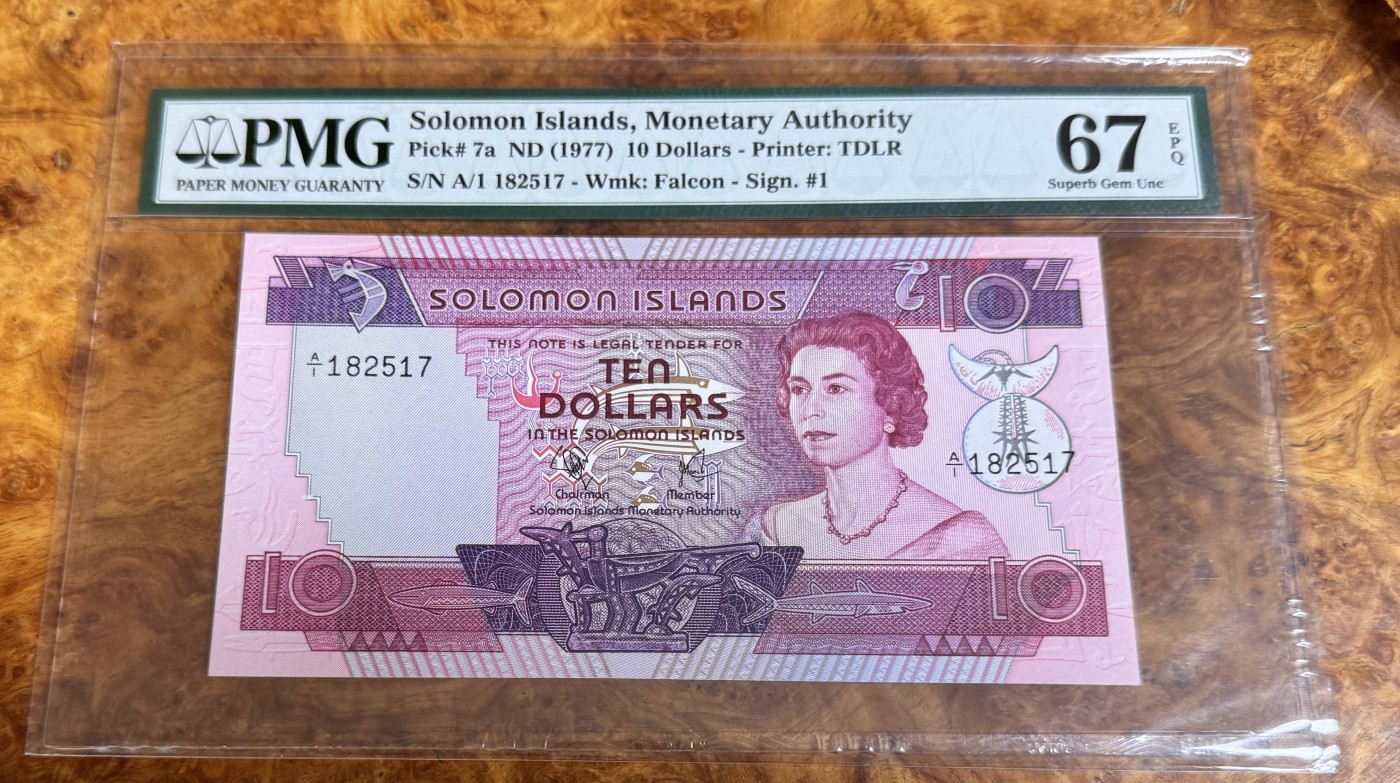 PMG
PAPER MONEY GUARANTY
Solomon Islands, Monetary Authority
Pick# 7a ND (1977) 10 Dollars - Printer: TDLR
S/N A/1 182517 - Wmk: Falcon - Sign. #1
67
Superb Gem Unc
EPQ
SOLOMON ISLANDS
10
A/1 182517
THIS NOTE IS LEGAL TENDER FOR
TEN
DOLLARS
IN THE SOLOMON ISLANDS
Chairman Member
Solomon Islands Monetary Authority
A/1 182517
10
10